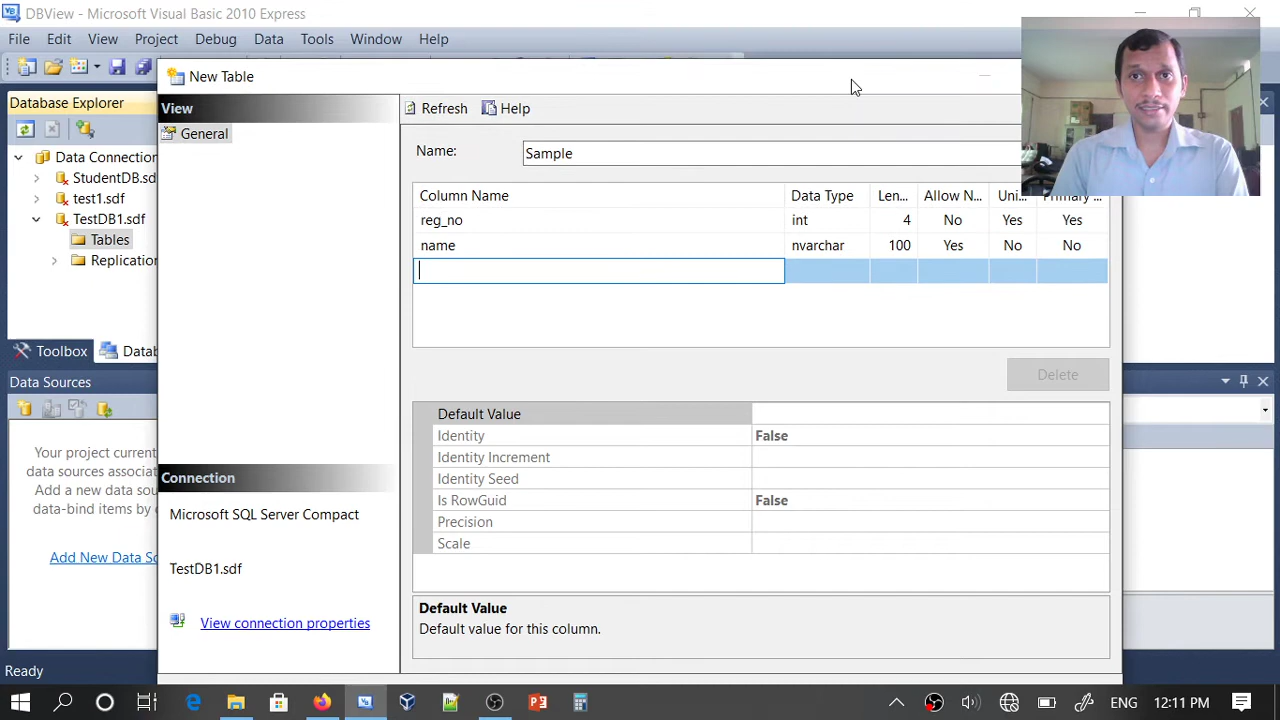 DBView - Microsoft Visual Basic 2010 Express
File Edit View Project Debug Data Tools Window Help
New Table
Database Explorer
View
Refresh Help
General
Name: Sample
Data Connection
StudentDB.sd
test1.sdf
TestDB1.sdf
Tables
Replication
Column Name Data Type Len... Allow N... Uni... Primary ...
reg_no int 4 No Yes Yes
name nvarchar 100 Yes No No
Toolbox Datab
Delete
Data Sources
Your project current
data sources associat
Add a new data sou
data-bind items by d
Add New Data So
Default Value
Identity False
Identity Increment
Identity Seed
Is RowGuid False
Precision
Scale
Connection
Microsoft SQL Server Compact
TestDB1.sdf
View connection properties
Default Value
Default value for this column.
Ready
ENG 12:11 PM